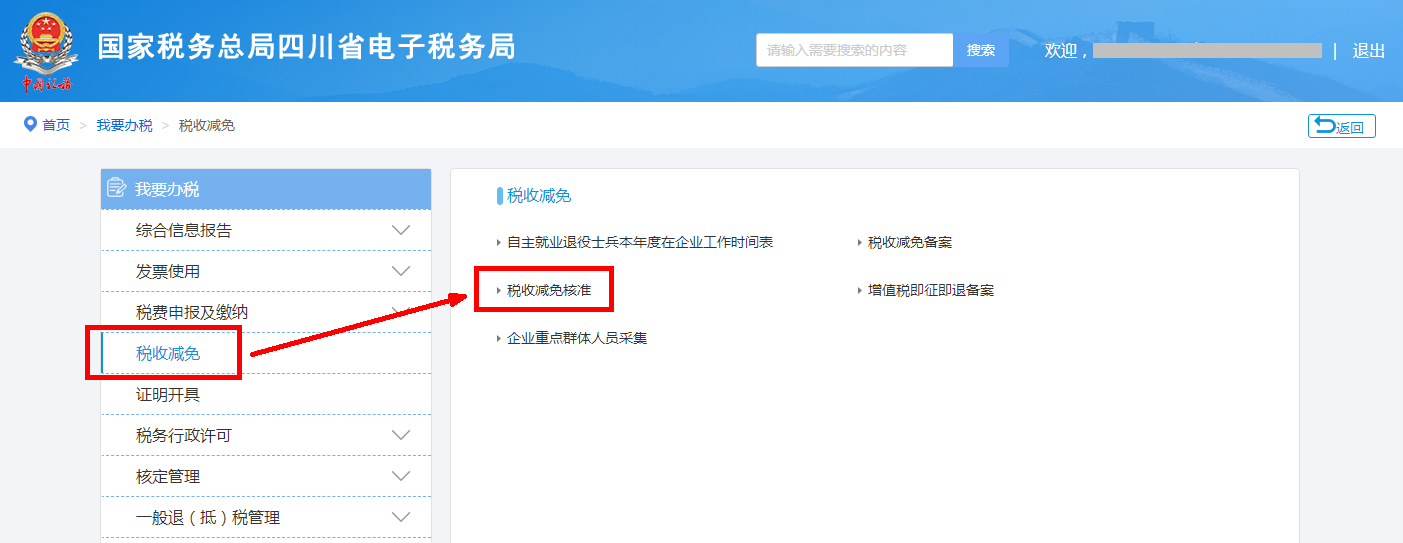 国家税务总局四川省电子税务局
请输入需要搜索的内容 搜索 欢迎， | 退出
中国税务
首页 > 我要办税 > 税收减免 返回
我要办税
综合信息报告
发票使用
税费申报及缴纳
税收减免
证明开具
税务行政许可
核定管理
一般退（抵）税管理
税收减免
自主就业退役士兵本年度在企业工作时间表 税收减免备案
税收减免核准 增值税即征即退备案
企业重点群体人员采集